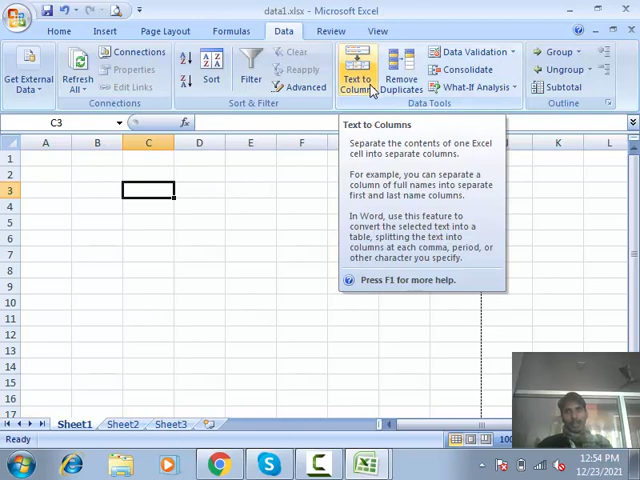 data1.xlsx - Microsoft Excel
Home Insert Page Layout Formulas Data Review View
Get External Data
Refresh All
Connections
Properties
Edit Links
Connections
Sort
Filter
Clear
Reapply
Advanced
Sort & Filter
Text to Columns
Remove Duplicates
Data Validation
Consolidate
What-If Analysis
Data Tools
Group
Ungroup
Subtotal
Outline
C3
fx
A B C D E F K L
1
2
3
4
5
6
7
8
9
10
11
12
13
14
15
16
17
Text to Columns
Separate the contents of one Excel
cell into separate columns.
For example, you can separate a
column of full names into separate
first and last name columns.
In Word, use this feature to
convert the selected text into a
table, splitting the text into
columns at each comma, period, or
other character you specify.
Press F1 for more help.
Sheet1 Sheet2 Sheet3
Ready
100
12:54 PM
12/23/2021